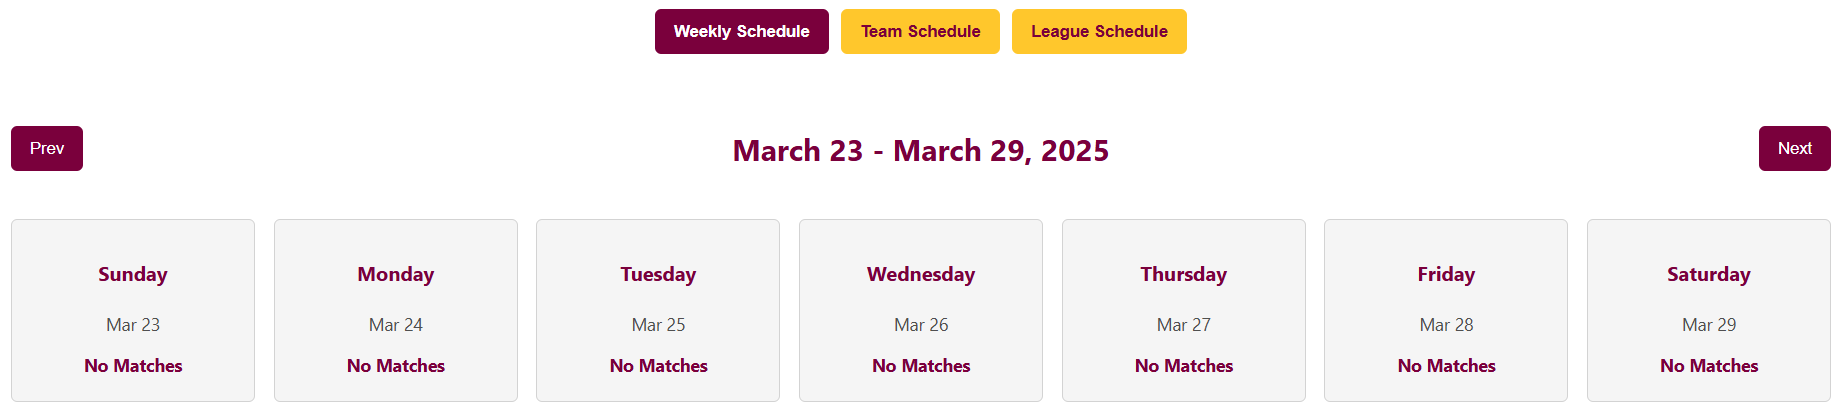 Weekly Schedule Team Schedule League Schedule
Prev March 23 - March 29, 2025 Next
Sunday Monday Tuesday Wednesday Thursday Friday Saturday
Mar 23 Mar 24 Mar 25 Mar 26 Mar 27 Mar 28 Mar 29
No Matches No Matches No Matches No Matches No Matches No Matches No Matches